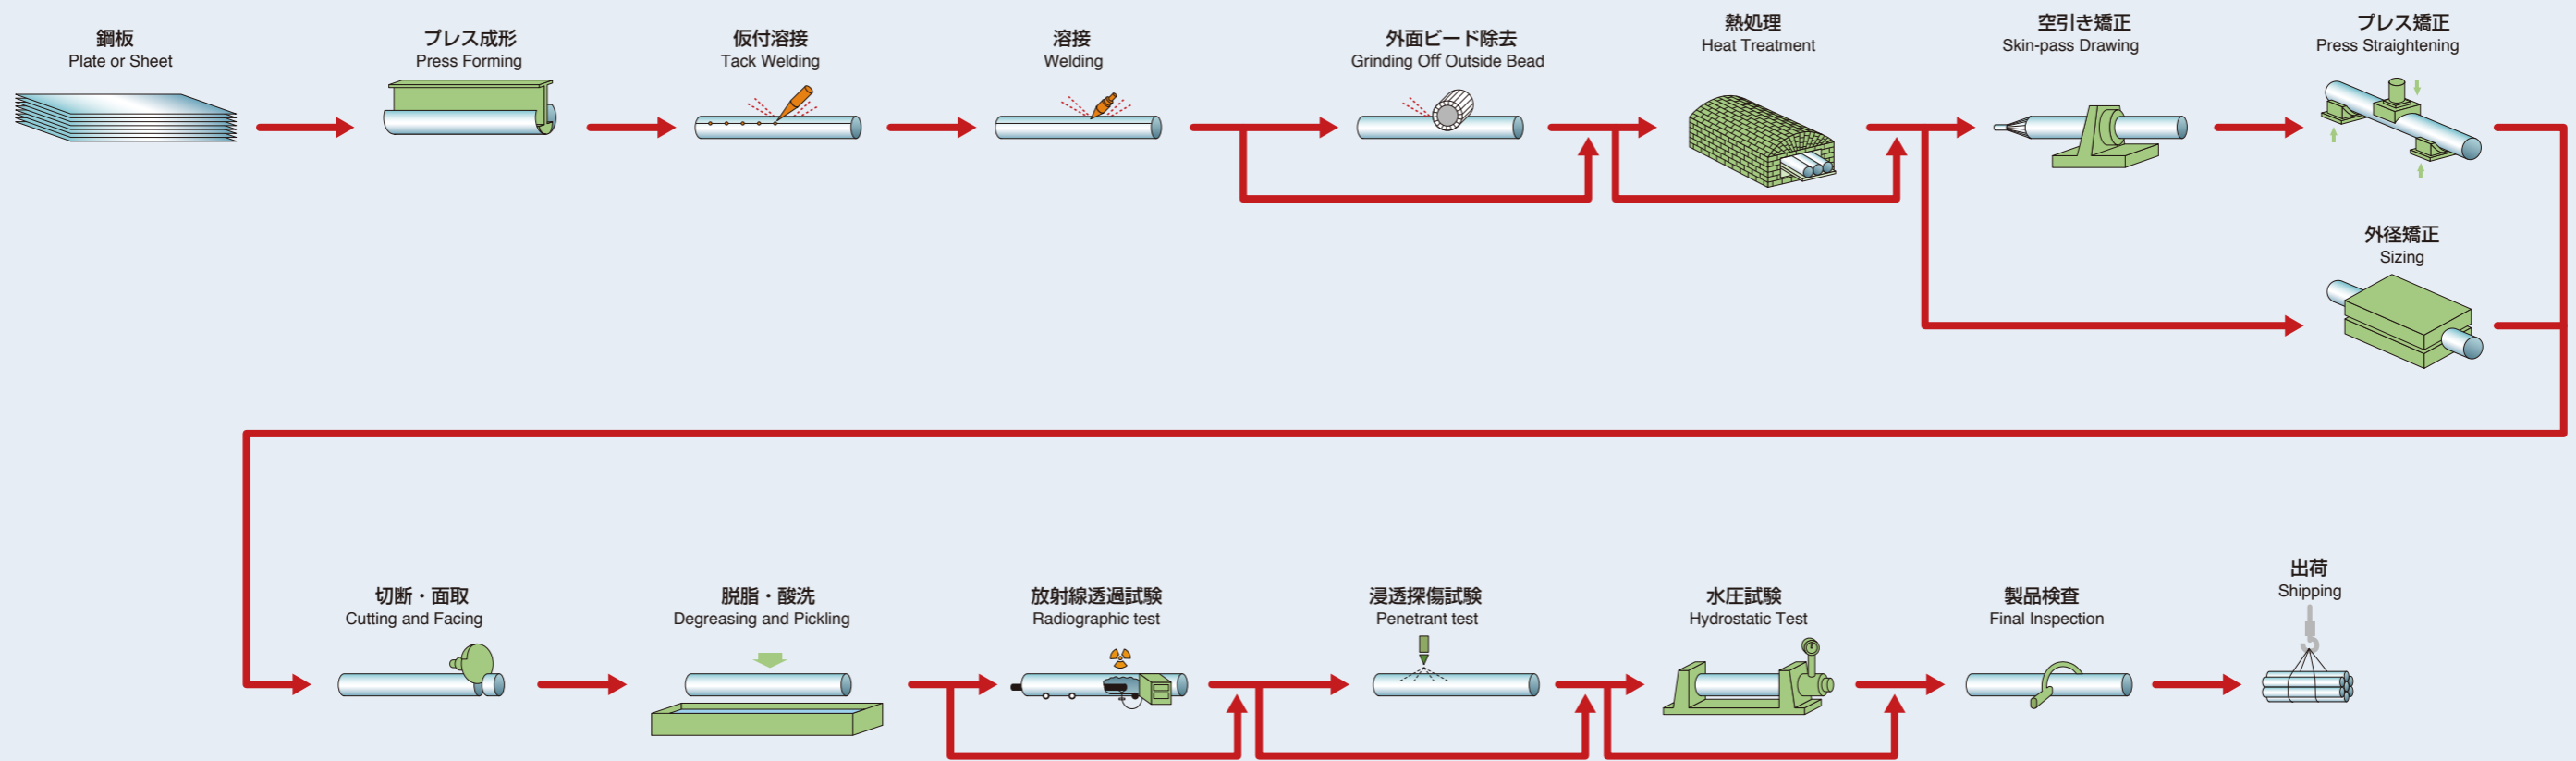 鋼板
Plate or Sheet
プレス成形
Press Forming
仮付溶接
Tack Welding
溶接
Welding
外面ビード除去
Grinding Off Outside Bead
熱処理
Heat Treatment
空引き矯正
Skin-pass Drawing
プレス矯正
Press Straightening
外径矯正
Sizing
切断・面取
Cutting and Facing
脱脂・酸洗
Degreasing and Pickling
放射線透過試験
Radiographic test
浸透探傷試験
Penetrant test
水圧試験
Hydrostatic Test
製品検査
Final Inspection
出荷
Shipping